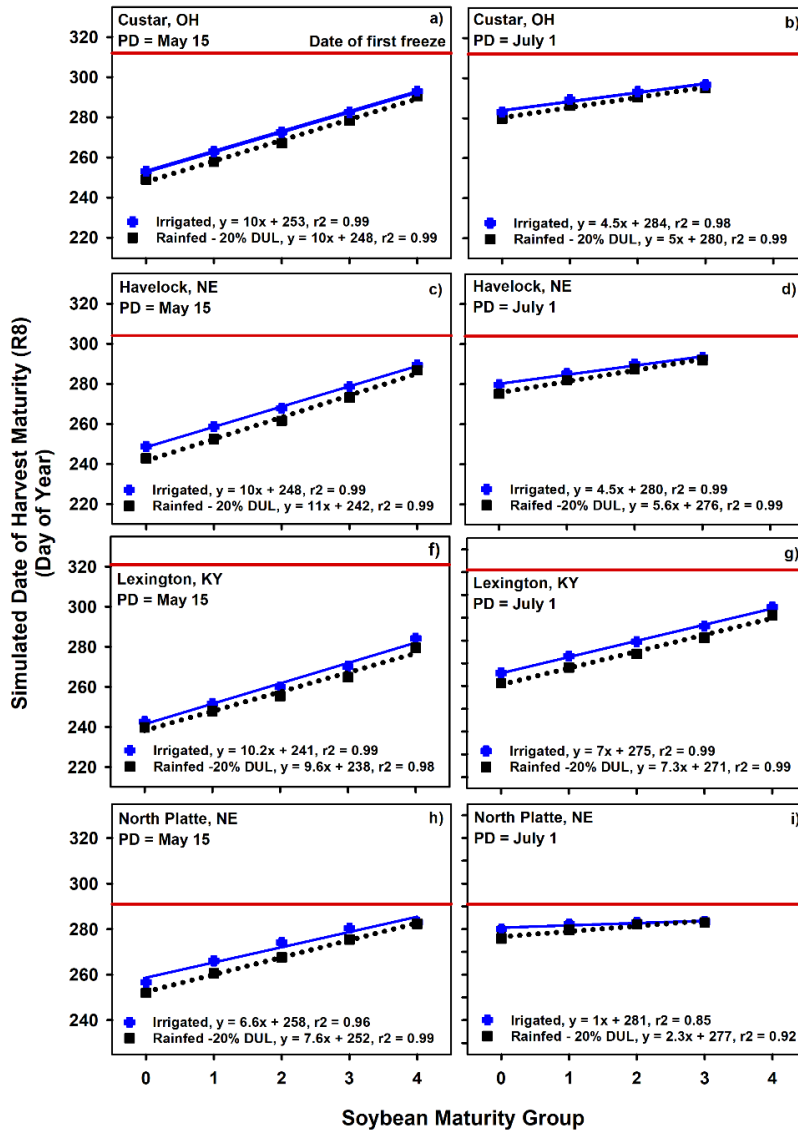 Simulated Date of Harvest Maturity (R8)
(Day of Year)
Custar, OH
PD = May 15
a)
Date of first freeze
320
300
280
260
240
220
Irrigated, y = 10x + 253, r2 = 0.99
Rainfed - 20% DUL, y = 10x + 248, r2 = 0.99
Custar, OH
PD = July 1
b)
Irrigated, y = 4.5x + 284, r2 = 0.98
Rainfed - 20% DUL, y = 5x + 280, r2 = 0.99
Havelock, NE
PD = May 15
c)
320
300
280
260
240
220
Irrigated, y = 10x + 248, r2 = 0.99
Rainfed - 20% DUL, y = 11x + 242, r2 = 0.99
Havelock, NE
PD = July 1
d)
Irrigated, y = 4.5x + 280, r2 = 0.99
Raifed -20% DUL, y = 5.6x + 276, r2 = 0.99
f)
Lexington, KY
PD = May 15
320
300
280
260
240
220
Irrigated, y = 10.2x + 241, r2 = 0.99
Rainfed -20% DUL, y = 9.6x + 238, r2 = 0.98
g)
Lexington, KY
PD = July 1
Irrigated, y = 7x + 275, r2 = 0.99
Rainfed -20% DUL, y = 7.3x + 271, r2 = 0.99
North Platte, NE
PD = May 15
h)
320
300
280
260
240
Irrigated, y = 6.6x + 258, r2 = 0.96
Rainfed -20% DUL, y = 7.6x + 252, r2 = 0.99
0 1 2 3 4
North Platte, NE
PD = July 1
i)
Irigated, y = 1x + 281, r2 = 0.85
Rainfed - 20% DUL, y = 2.3x + 277, r2 = 0.92
0 1 2 3 4
Soybean Maturity Group